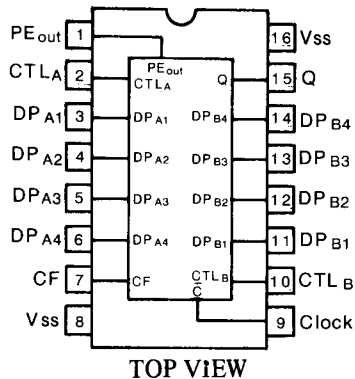 PEout 1 16 Vss
PEout
CTLA 2 CTLA Q 15 Q
DPA1 3 DPA1 DPB4 14 DPB4
DPA2 4 DPA2 DPB3 13 DPB3
DPA3 5 DPA3 DPB2 12 DPB2
DPA4 6 DPA4 DPB1 11 DPB1
CF 7 CF CTLB 10 CTL B
C
Vss 8 9 Clock
TOP ViEW